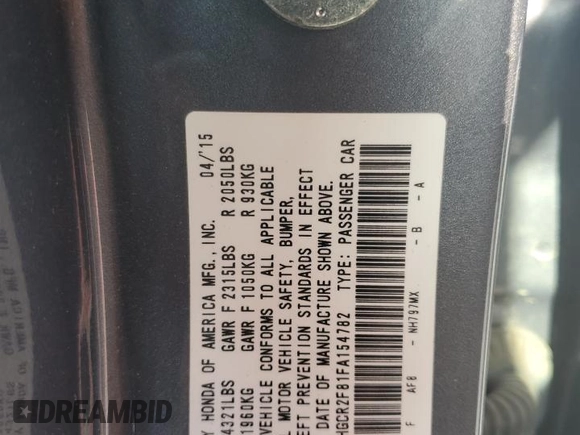 Y HONDA OF AMERICA MFG., INC. 04/'15
4321LBS GAWR F 2315LBS R 2050LBS
1960KG GAWR F 1050KG R 930KG
VEHICLE CONFORMS TO ALL APPLICABLE
L MOTOR VEHICLE SAFETY, BUMPER,
HEFT PREVENTION STANDARDS IN EFFECT
DATE OF MANUFACTURE SHOWN ABOVE.
HGCR2F81FA154782 TYPE: PASSENGER CAR
F AF8 - NH797MX - B - A
© DREAMBID.COM